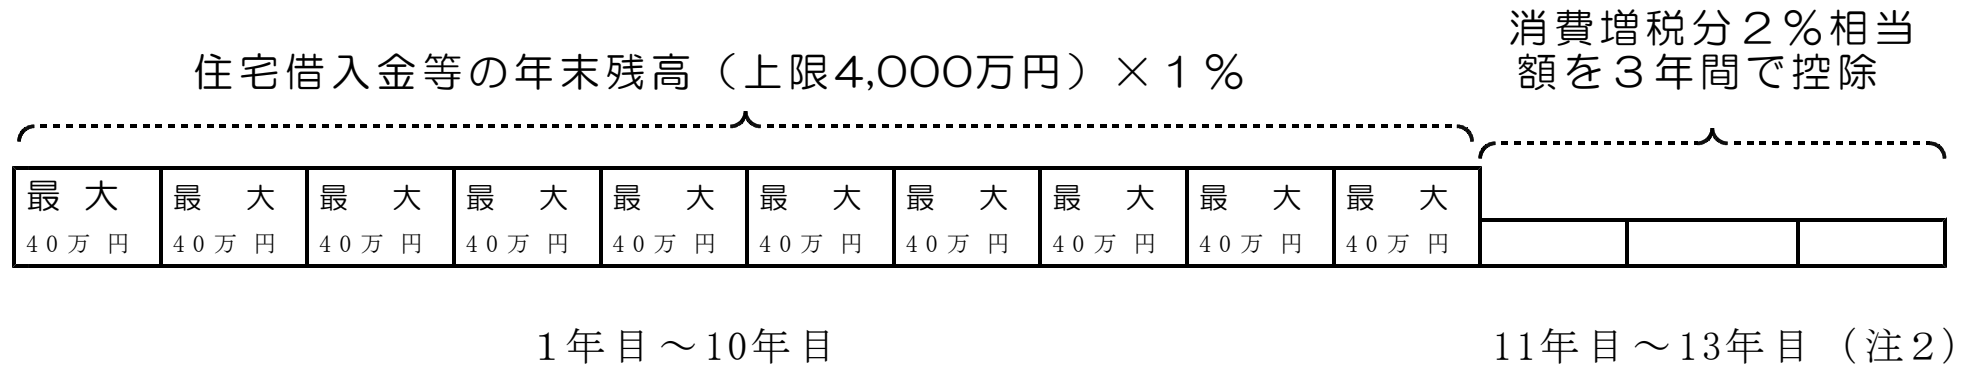 消費増税分２％相当
額を３年間で控除
住宅借入金等の年末残高（上限4,000万円）×１％
最大 最大 最大 最大 最大 最大 最大 最大 最大 最大
40万円 40万円 40万円 40万円 40万円 40万円 40万円 40万円 40万円 40万円
１年目～10年目 11年目～13年目（注２）